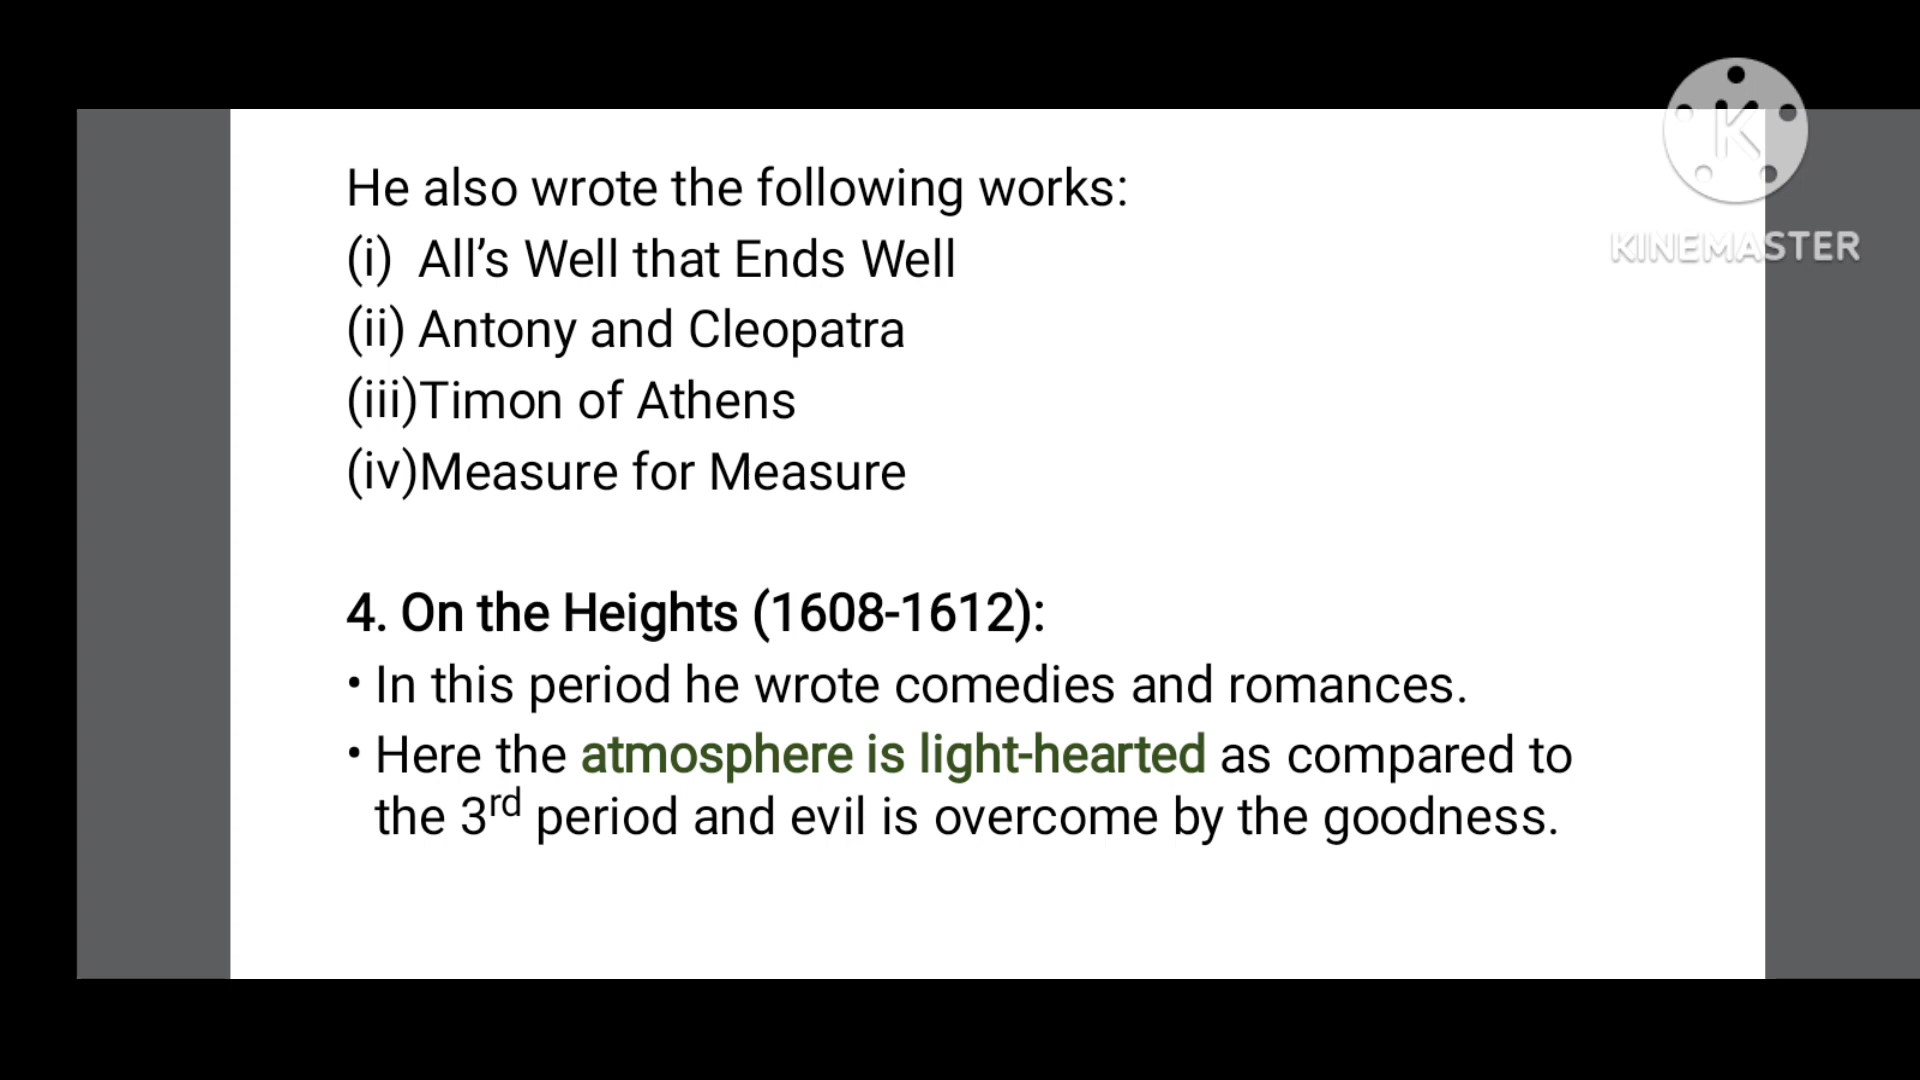 He also wrote the following works:
(i) All’s Well that Ends Well
(ii) Antony and Cleopatra
(iii)Timon of Athens
(iv)Measure for Measure
4. On the Heights (1608-1612):
• In this period he wrote comedies and romances.
• Here the atmosphere is light-hearted as compared to
the 3rd period and evil is overcome by the goodness.
K
KINEMASTER